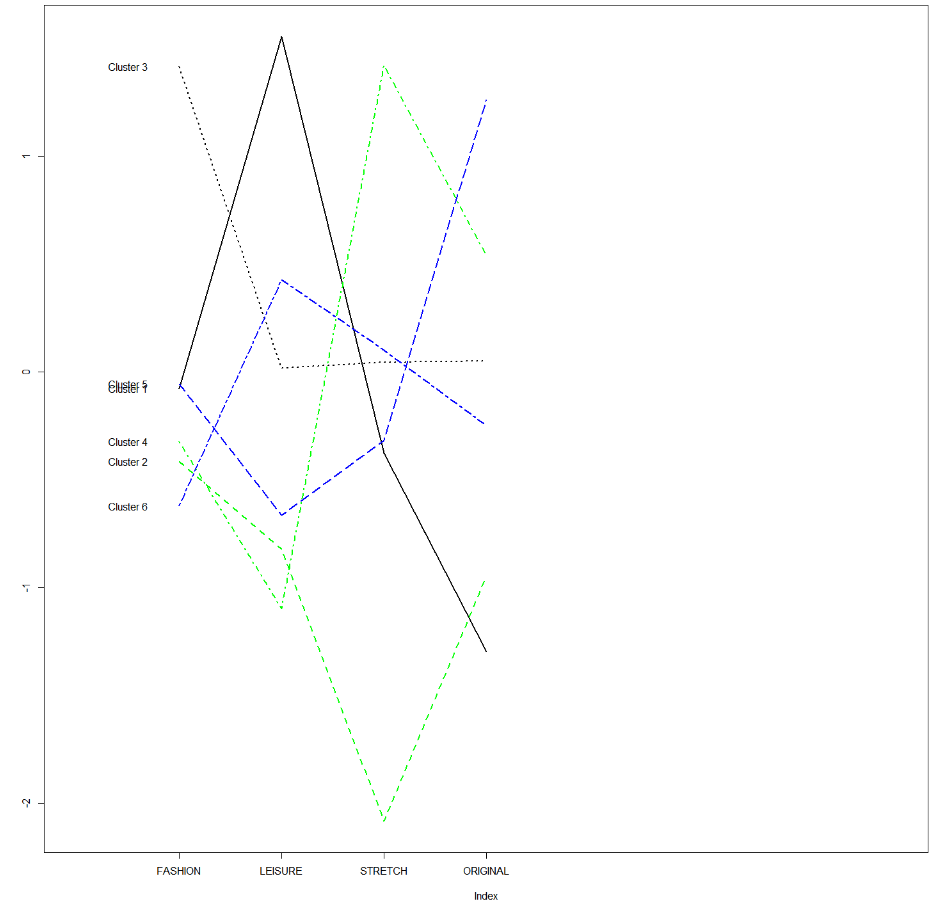 Cluster 3
1
0
Cluster 5
Cluster 1
Cluster 4
Cluster 2
Cluster 6
-1
-2
FASHION LEISURE STRETCH ORIGINAL
Index